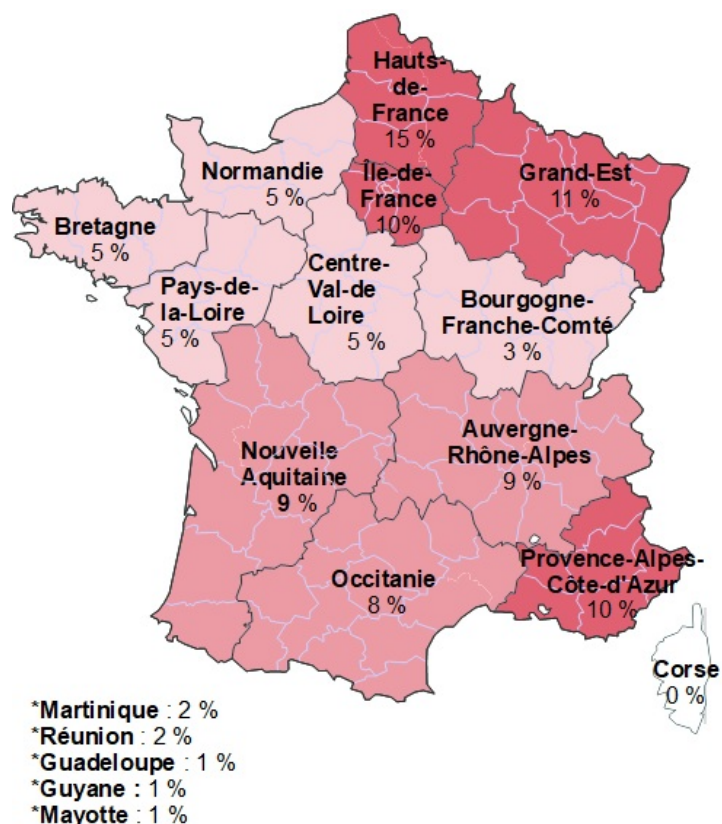 Hauts-
de-
France
15 %
Normandie
5 %
Île-de-
France
10%
Grand-Est
11 %
Bretagne
5 %
Pays-de-
la-Loire
5 %
Centre-
Val-de
Loire
5 %
Bourgogne-
Franche-Comté
3 %
Nouvelle
Aquitaine
9 %
Auvergne-
Rhône-Alpes
9 %
Occitanie
8 %
Provence-Alpes-
Côte-d'Azur
10 %
Corse
0 %
*Martinique : 2 %
*Réunion : 2 %
*Guadeloupe : 1 %
*Guyane : 1 %
*Mayotte : 1 %